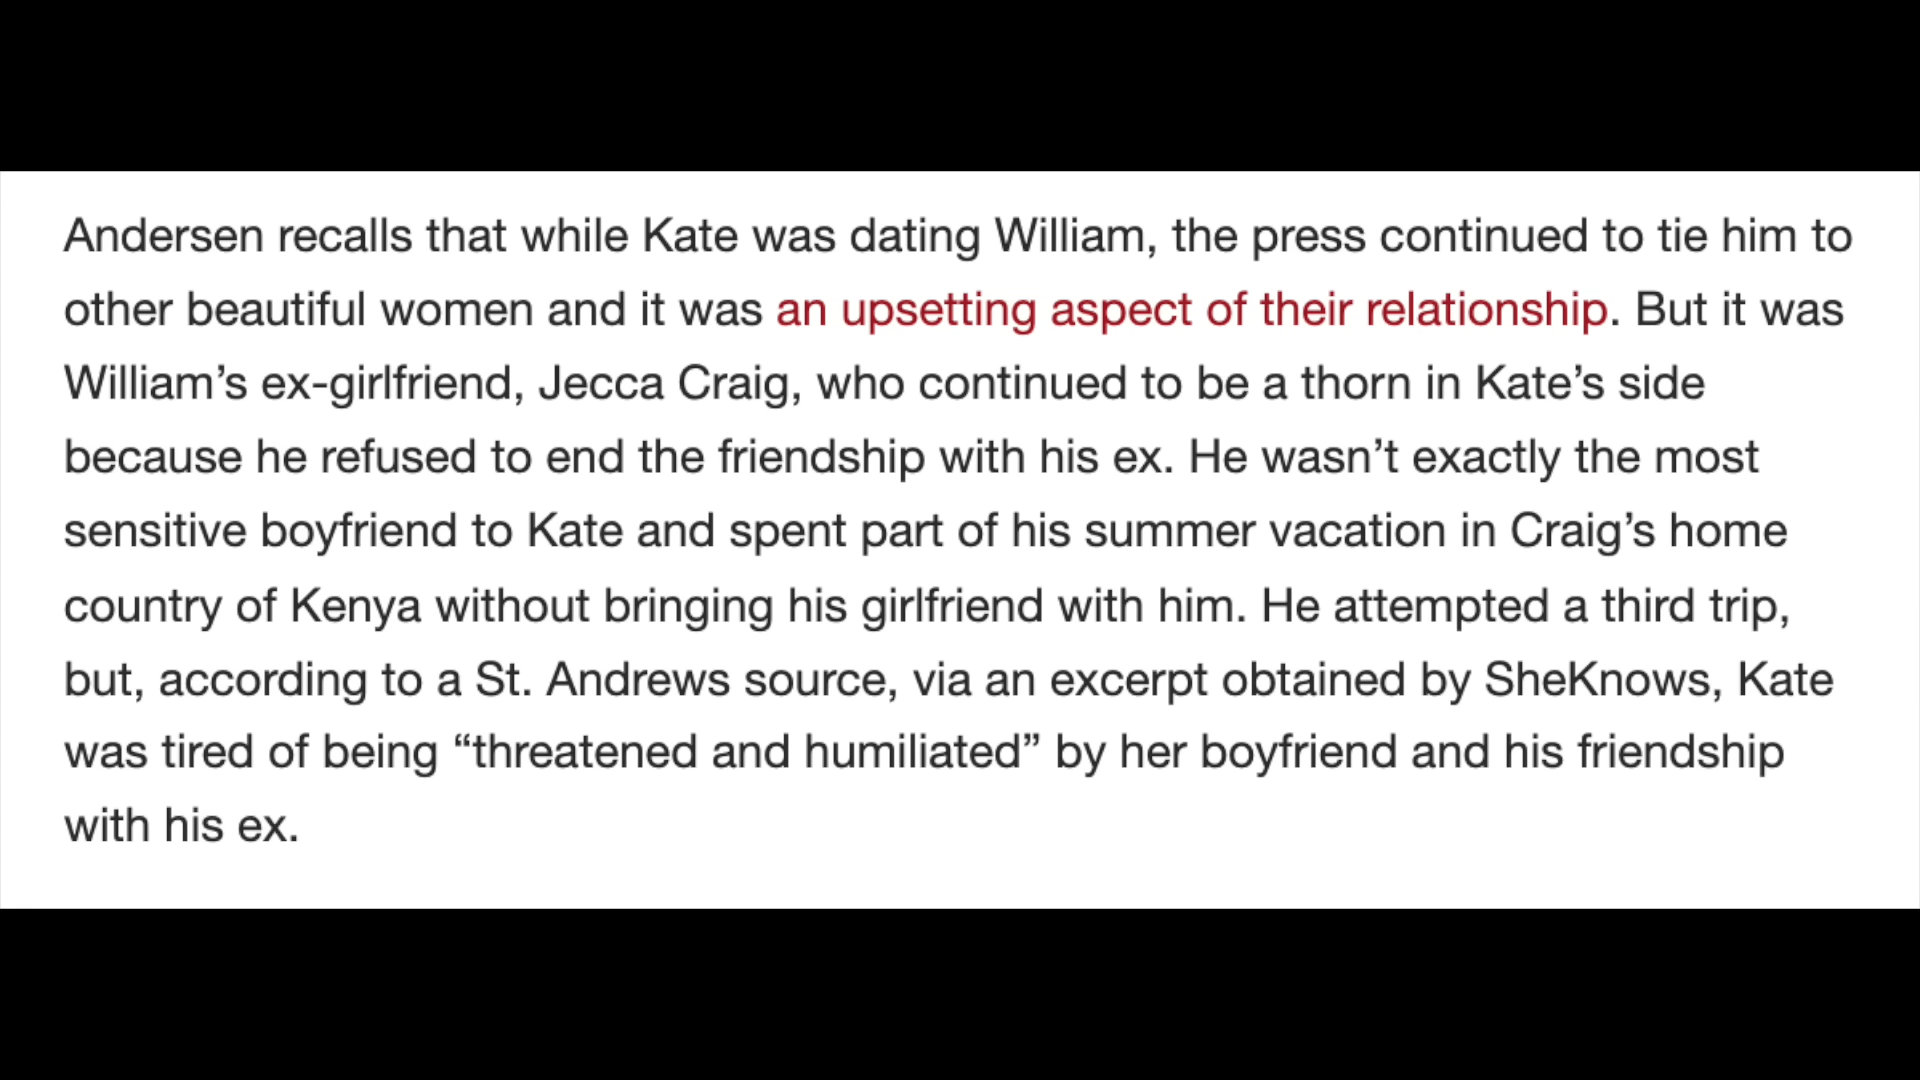 Andersen recalls that while Kate was dating William, the press continued to tie him to
other beautiful women and it was an upsetting aspect of their relationship. But it was
William’s ex-girlfriend, Jecca Craig, who continued to be a thorn in Kate’s side
because he refused to end the friendship with his ex. He wasn’t exactly the most
sensitive boyfriend to Kate and spent part of his summer vacation in Craig’s home
country of Kenya without bringing his girlfriend with him. He attempted a third trip,
but, according to a St. Andrews source, via an excerpt obtained by SheKnows, Kate
was tired of being “threatened and humiliated” by her boyfriend and his friendship
with his ex.